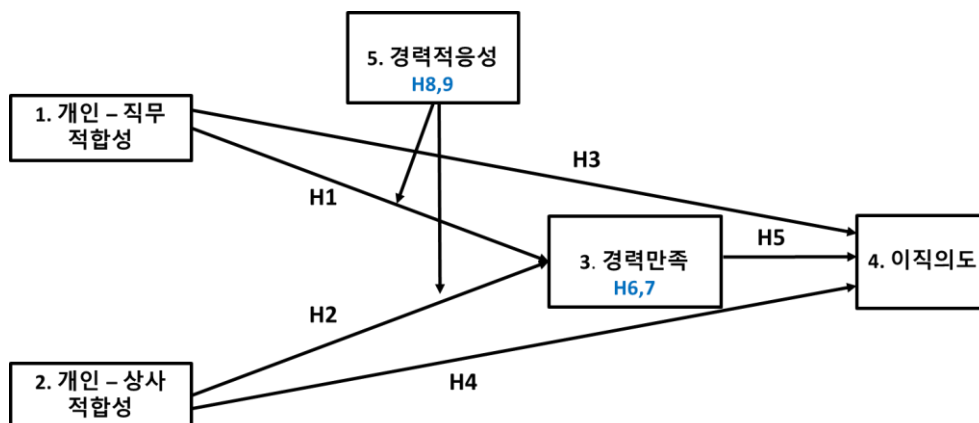 5. 경력적응성
H8,9
1. 개인 – 직무
적합성
H3
H1
H5
3. 경력만족
H6,7
4. 이직의도
H2
H4
2. 개인 – 상사
적합성